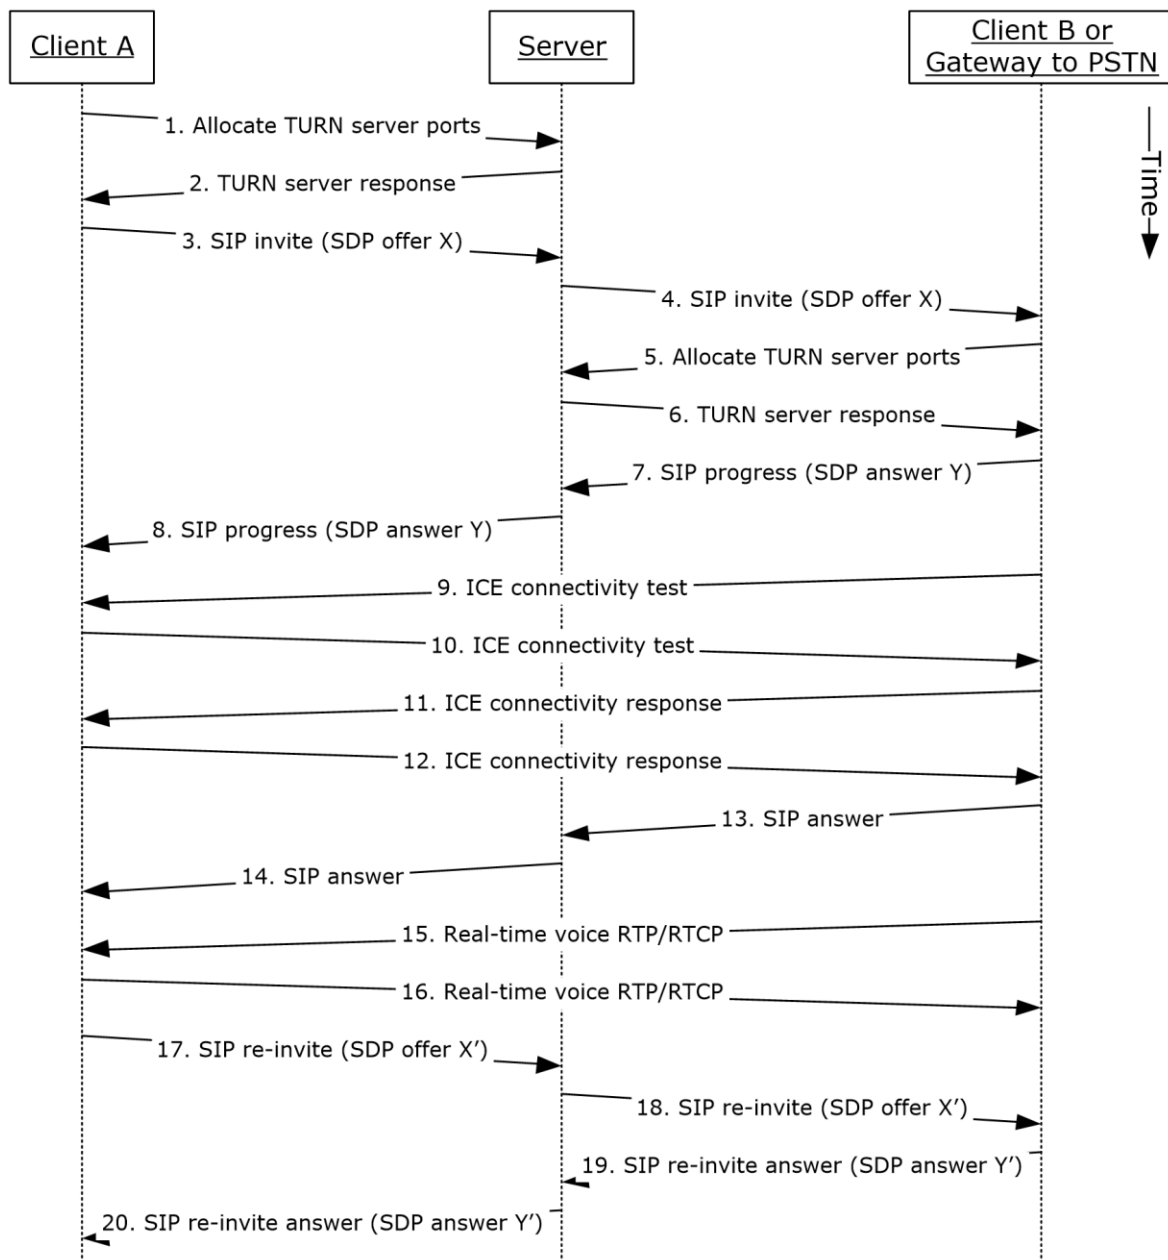 Client A
Server
Client B or
Gateway to PSTN
Time
1. Allocate TURN server ports
2. TURN server response
3. SIP invite (SDP offer X)
4. SIP invite (SDP offer X)
5. Allocate TURN server ports
6. TURN server response
7. SIP progress (SDP answer Y)
8. SIP progress (SDP answer Y)
9. ICE connectivity test
10. ICE connectivity test
11. ICE connectivity response
12. ICE connectivity response
13. SIP answer
14. SIP answer
15. Real-time voice RTP/RTCP
16. Real-time voice RTP/RTCP
17. SIP re-invite (SDP offer X’)
18. SIP re-invite (SDP offer X’)
19. SIP re-invite answer (SDP answer Y’)
20. SIP re-invite answer (SDP answer Y’)